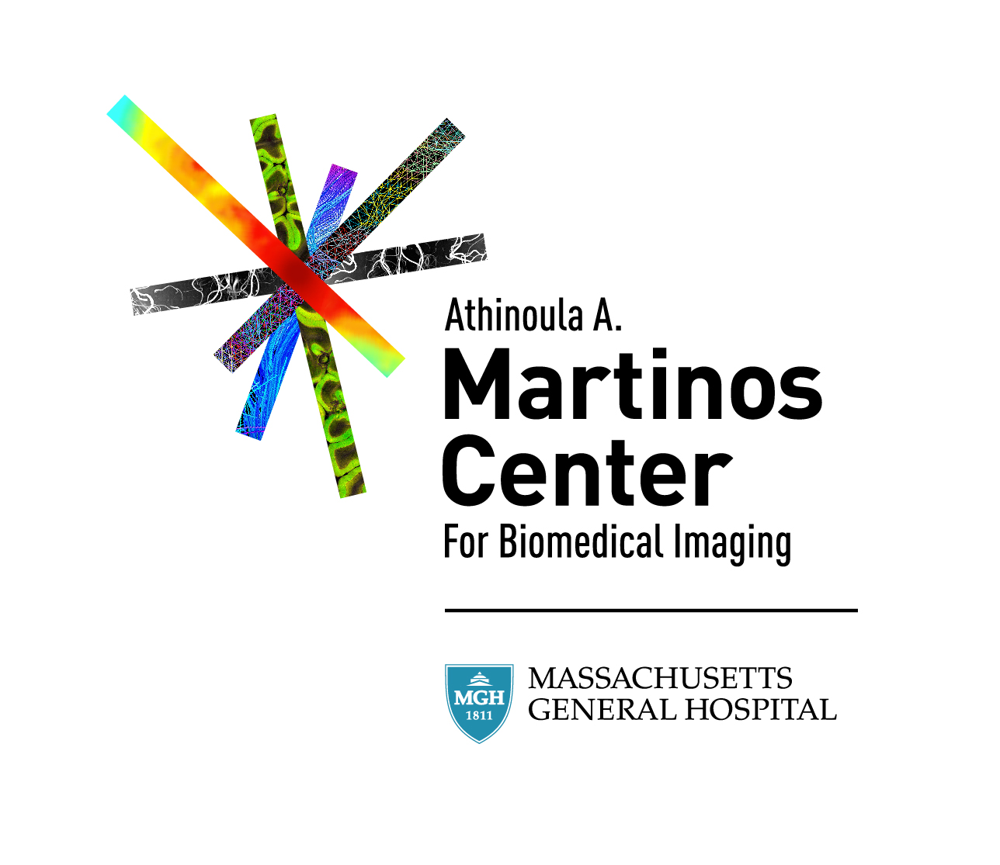 Athinoula A.
Martinos
Center
For Biomedical Imaging
MGH
1811
MASSACHUSETTS
GENERAL HOSPITAL